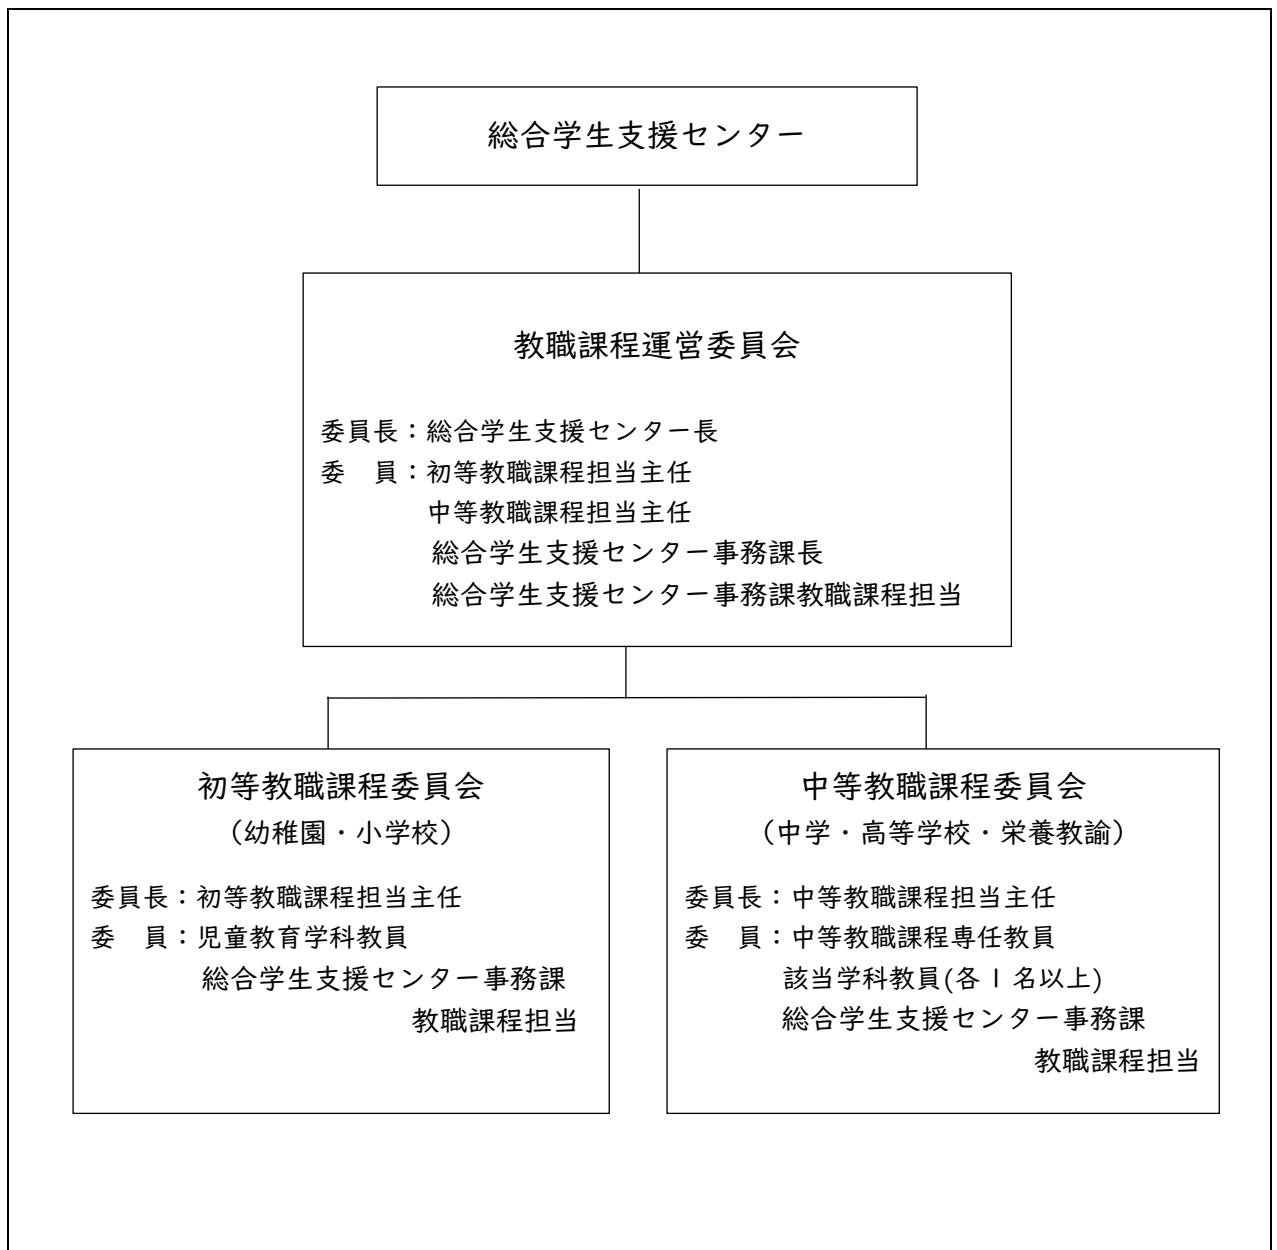 総合学生支援センター
教職課程運営委員会
委員長：総合学生支援センター長
委　員：初等教職課程担当主任
中等教職課程担当主任
総合学生支援センター事務課長
総合学生支援センター事務課教職課程担当
初等教職課程委員会
（幼稚園・小学校）
委員長：初等教職課程担当主任
委　員：児童教育学科教員
総合学生支援センター事務課
教職課程担当
中等教職課程委員会
（中学・高等学校・栄養教諭）
委員長：中等教職課程担当主任
委　員：中等教職課程専任教員
該当学科教員(各１名以上)
総合学生支援センター事務課
教職課程担当